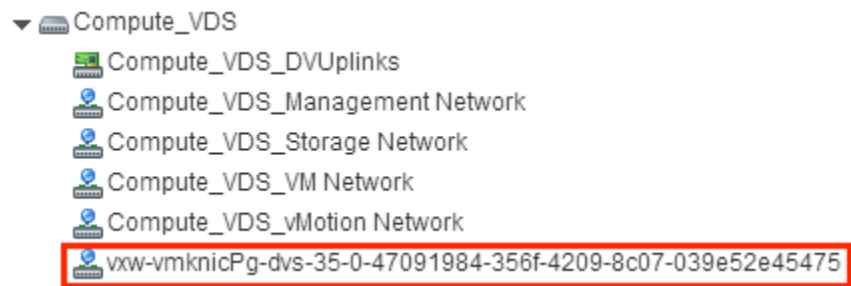 Compute_VDS
Compute_VDS_DVUplinks
Compute_VDS_Management Network
Compute_VDS_Storage Network
Compute_VDS_VM Network
Compute_VDS_vMotion Network
vxw-vmknicPg-dvs-35-0-47091984-356f-4209-8c07-039e52e45475